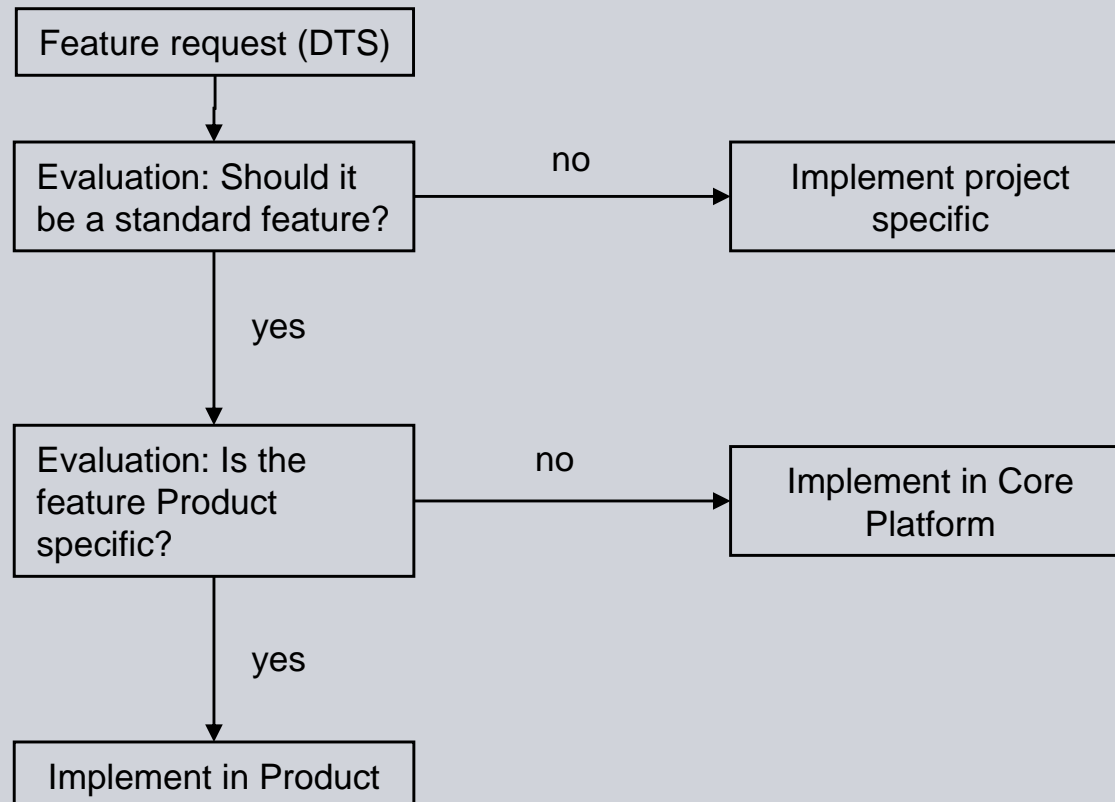 Feature request (DTS)
Evaluation: Should it
be a standard feature?
no
Implement project
specific
yes
Evaluation: Is the
feature Product
specific?
no
Implement in Core
Platform
yes
Implement in Product